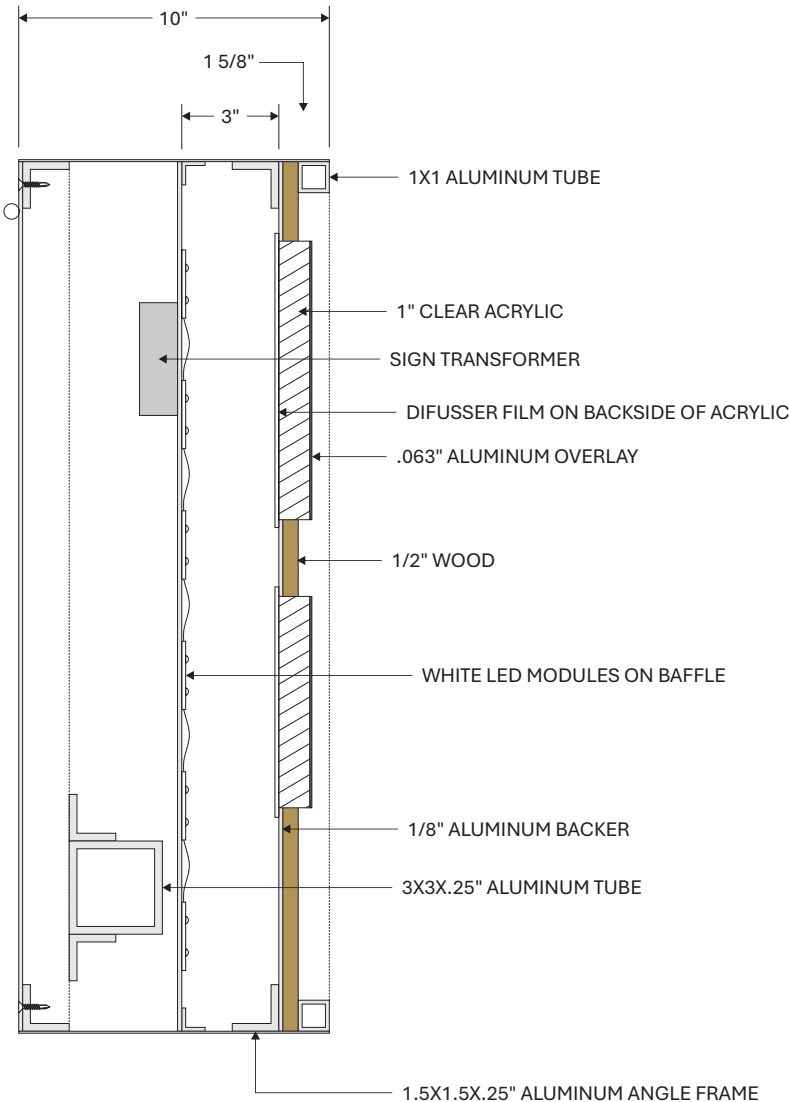 10"
1 5/8"
3"
1X1 ALUMINUM TUBE
1" CLEAR ACRYLIC
SIGN TRANSFORMER
DIFUSSER FILM ON BACKSIDE OF ACRYLIC
.063" ALUMINUM OVERLAY
1/2" WOOD
WHITE LED MODULES ON BAFFLE
1/8" ALUMINUM BACKER
3X3X.25" ALUMINUM TUBE
1.5X1.5X.25" ALUMINUM ANGLE FRAME